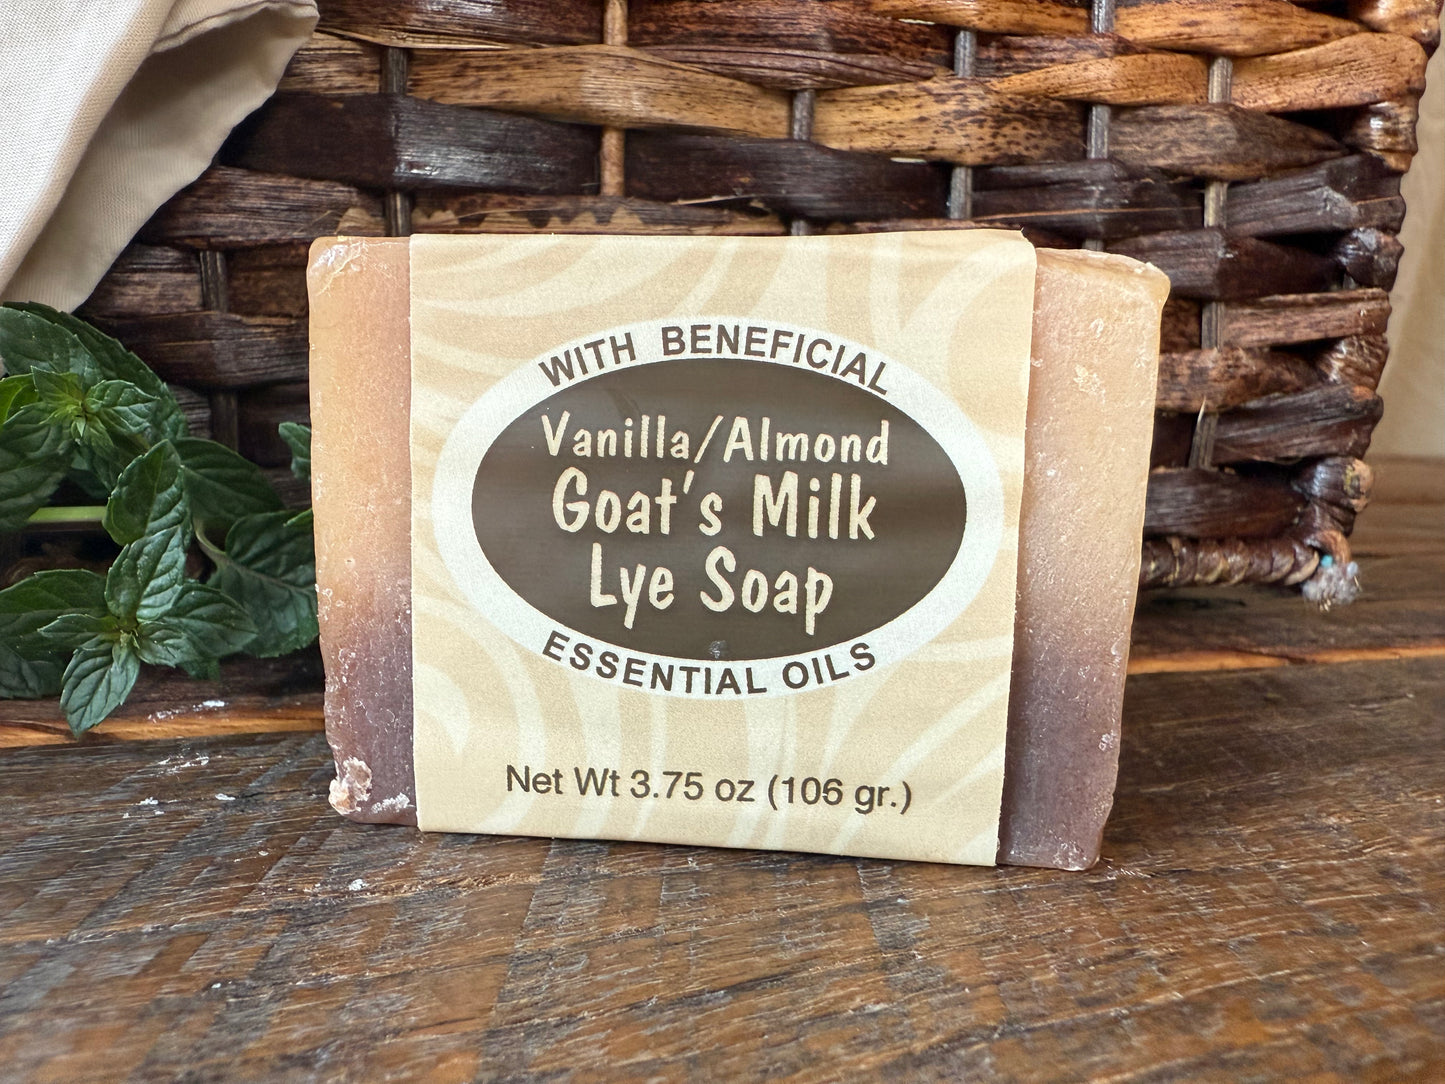 WITH BENEFICIAL
Vanilla/Almond
Goat's Milk
Lye Soap
ESSENTIAL OILS
Net Wt 3.75 oz (106 gr.)